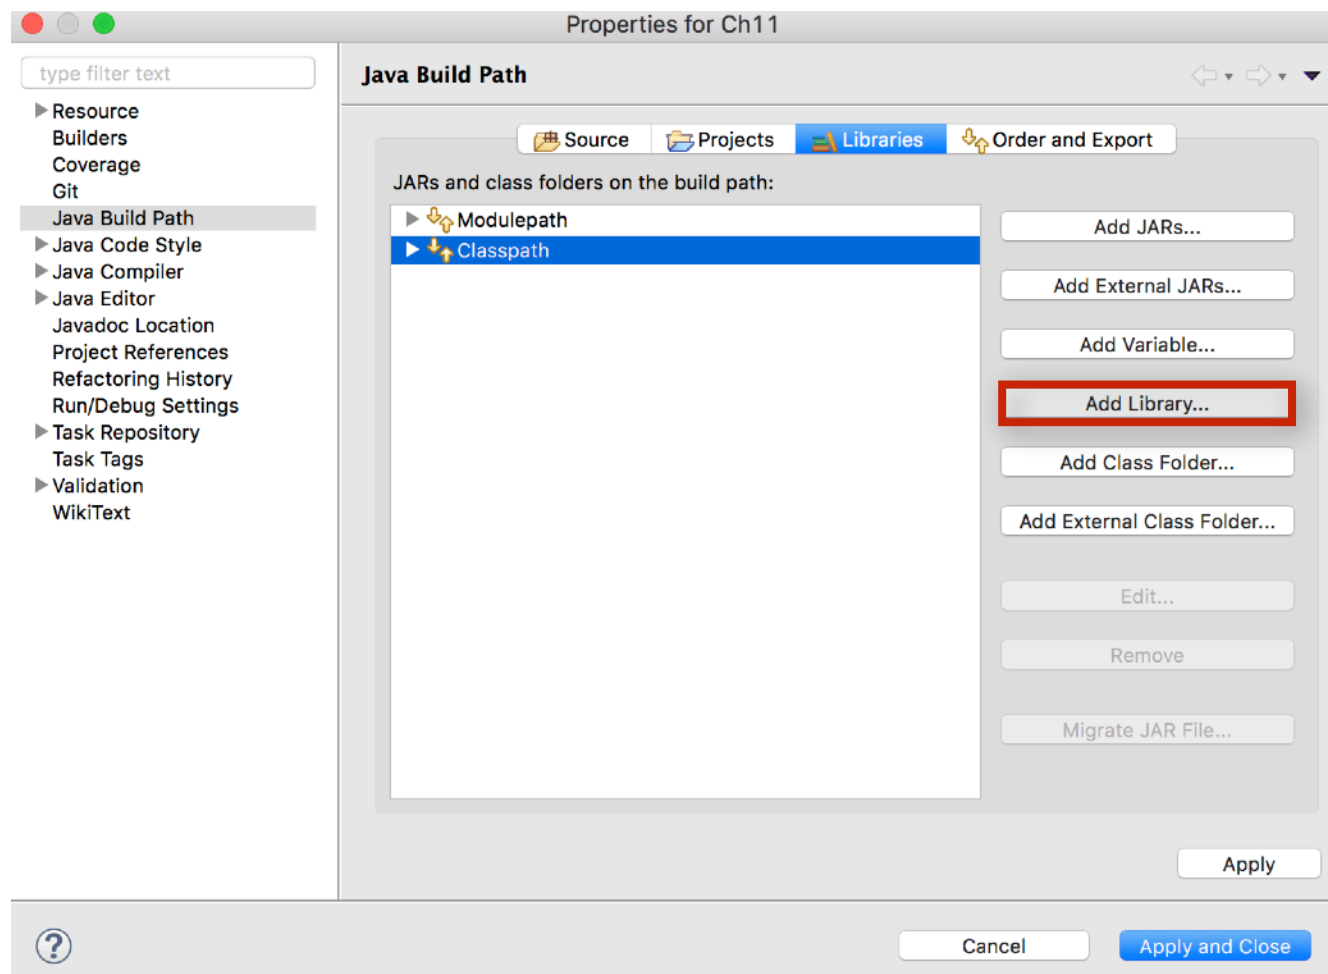 Properties for Ch11
type filter text
Resource
Builders
Coverage
Git
Java Build Path
Java Code Style
Java Compiler
Java Editor
Javadoc Location
Project References
Refactoring History
Run/Debug Settings
Task Repository
Task Tags
Validation
WikiText
Java Build Path
Source Projects Libraries Order and Export
JARs and class folders on the build path:
Modulepath
Classpath
Add JARs...
Add External JARs...
Add Variable...
Add Library...
Add Class Folder...
Add External Class Folder...
Edit...
Remove
Migrate JAR File...
Apply
? Cancel Apply and Close